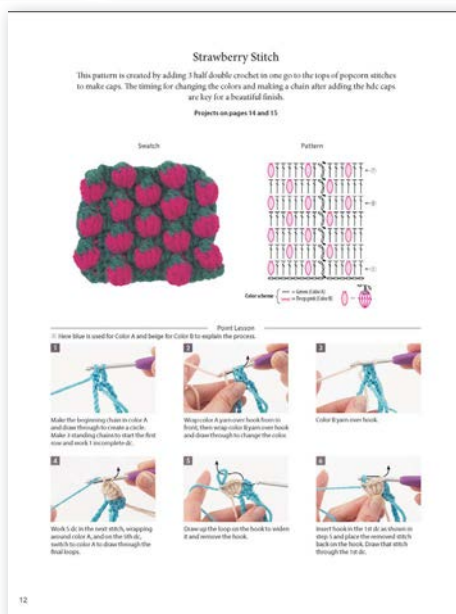 Strawberry Stitch
This pattern is created by adding 3 half double crochet in one go to the tops of popcorn stitches
to make caps. The timing for changing the colors and making a chain after adding the hdc caps
are key for a beautiful finish.
Projects on pages 14 and 15
Swatch
Pattern
Color scheme
= Green (Color A)
= Deep pink (Color B)
Point Lesson
Here blue is used for Color A and beige for Color B to explain the process.
1
2
3
Make the beginning chain in color A
and draw through to create a circle.
Make 3 standing chains to start the first
row and work 1 incomplete dc.
Wrap color A yarn over hook from to
front, then wrap color B yarn over hook
and draw through to change the color.
Color B yarn over hook.
4
5
6
Work 5 dc in the next stitch, wrapping
around color A, and on the 5th dc,
switch to color A to draw through the
final loops.
Draw up the loop on the hook to widen
it and remove the hook.
Insert hook in the 1st dc as shown in
step 5 and place the removed stitch
back on the hook. Draw that stitch
through the 1st dc.
12